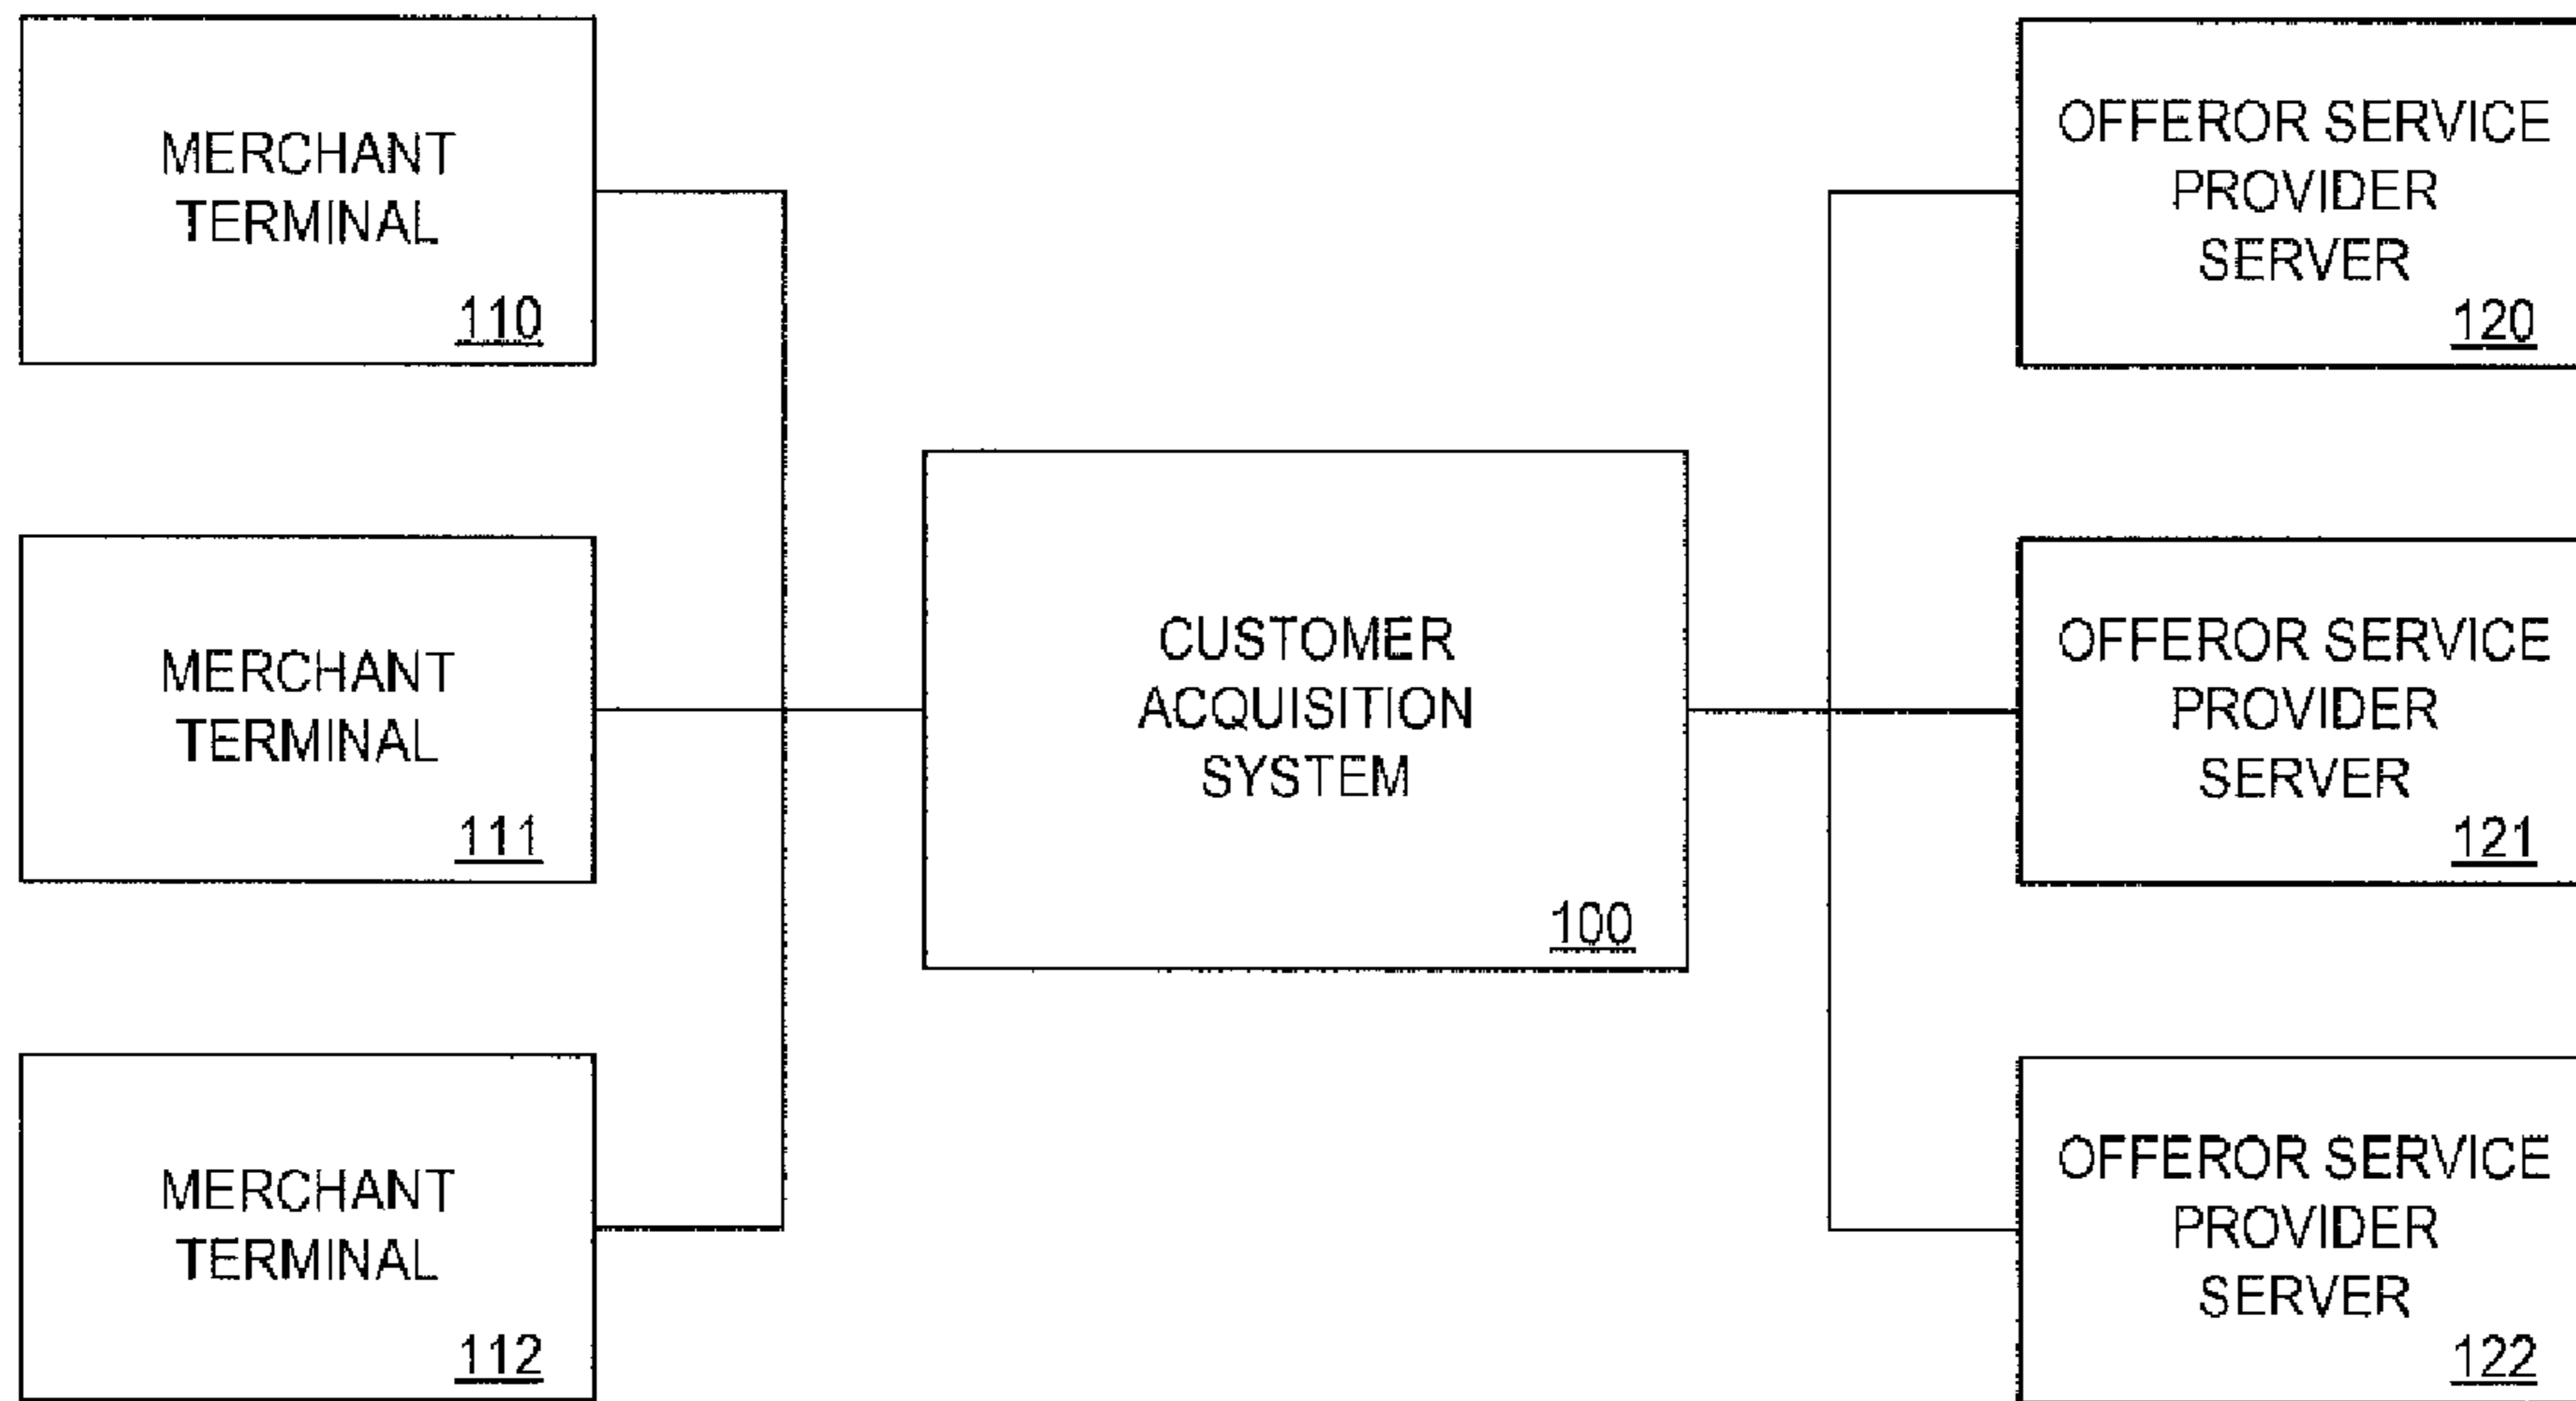 MERCHANT
TERMINAL
110
MERCHANT
TERMINAL
111
MERCHANT
TERMINAL
112
CUSTOMER
ACQUISITION
SYSTEM
100
OFFEROR SERVICE
PROVIDER
SERVER
120
OFFEROR SERVICE
PROVIDER
SERVER
121
OFFEROR SERVICE
PROVIDER
SERVER
122